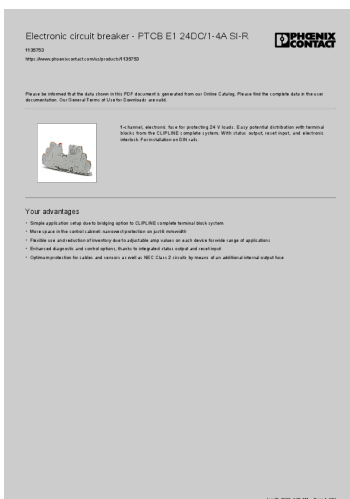 Electronic circuit breaker - PTCB E1 24DC/1-4A SI-R
PHOENIX
CONTACT
1135753
https://www.phoenixcontact.com/us/products/1135753
Please be informed that the data shown in this PDF document is generated from our Online Catalog. Please find the complete data in the user
documentation. Our General Terms of Use for Downloads are valid.
1-channel, electronic fuse for protecting 24 V loads. Easy potential distribution with terminal
blocks from the CLIPLINE complete system. With status output, reset input, and electronic
interlock. For installation on DIN rails.
Your advantages
• Simple application setup due to bridging option to CLIPLINE complete terminal block system
• More space in the control cabinet: narrowest protection on just 6 mm width
• Flexible use and reduction of inventory due to adjustable amp values on each device for wide range of applications
• Enhanced diagnostic and control options, thanks to integrated status output and reset input
• Optimum protection for cables and sensors as well as NEC Class 2 circuits by means of an additional internal output fuse